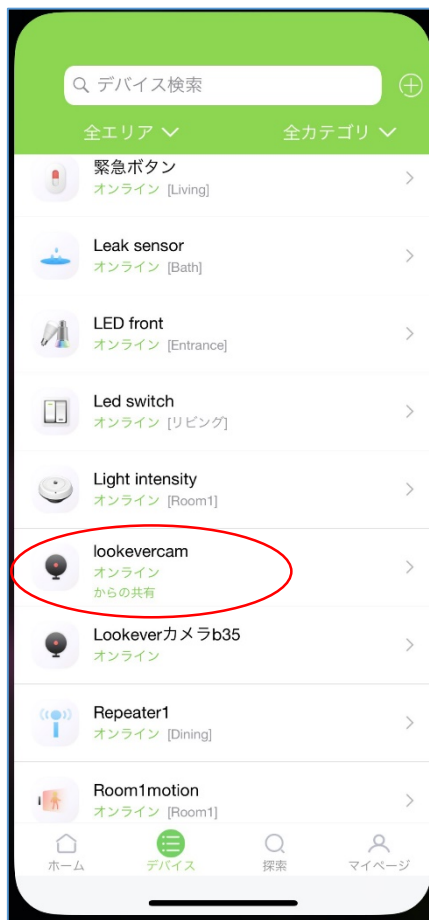 デバイス検索
全エリア 全カテゴリ
緊急ボタン
オンライン [Living]
Leak sensor
オンライン [Bath]
LED front
オンライン [Entrance]
Led switch
オンライン [リビング]
Light intensity
オンライン [Room1]
lookevercam
オンライン
からの共有
Lookeverカメラb35
オンライン
Repeater1
オンライン [Dining]
Room1motion
オンライン [Room1]
ホーム デバイス 探索 マイページ